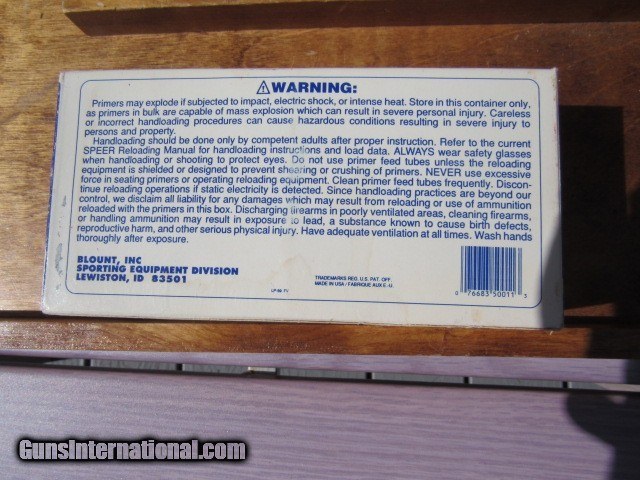 ⚠WARNING:
Primers may explode if subjected to impact, electric shock, or intense heat. Store in this container only,
as primers in bulk are capable of mass explosion which can result in severe personal injury. Careless
or incorrect handloading procedures can cause hazardous conditions resulting in severe injury to
persons and property.
Handloading should be done only by competent adults after proper instruction. Refer to the current
SPEER Reloading Manual for handloading instructions and load data. ALWAYS wear safety glasses
when handloading or shooting to protect eyes. Do not use primer feed tubes unless the reloading
equipment is shielded or designed to prevent shearing or crushing of primers. NEVER use excessive
force in seating primers or operating reloading equipment. Clean primer feed tubes frequently. Discon-
tinue reloading operations if static electricity is detected. Since handloading practices are beyond our
control, we disclaim all liability for any damages which may result from reloading or use of ammunition
reloaded with the primers in this box. Discharging firearms in poorly ventilated areas, cleaning firearms,
or handling ammunition may result in exposure to lead, a substance known to cause birth defects,
reproductive harm, and other serious physical injury. Have adequate ventilation at all times. Wash hands
thoroughly after exposure.
BLOUNT, INC
SPORTING EQUIPMENT DIVISION
LEWISTON, ID 83501
TRADEMARKS REG. U.S. PAT. OFF.
MADE IN USA / FABRIQUE AUX E.-U.
0 76683 50011 3
GunsInternational.com